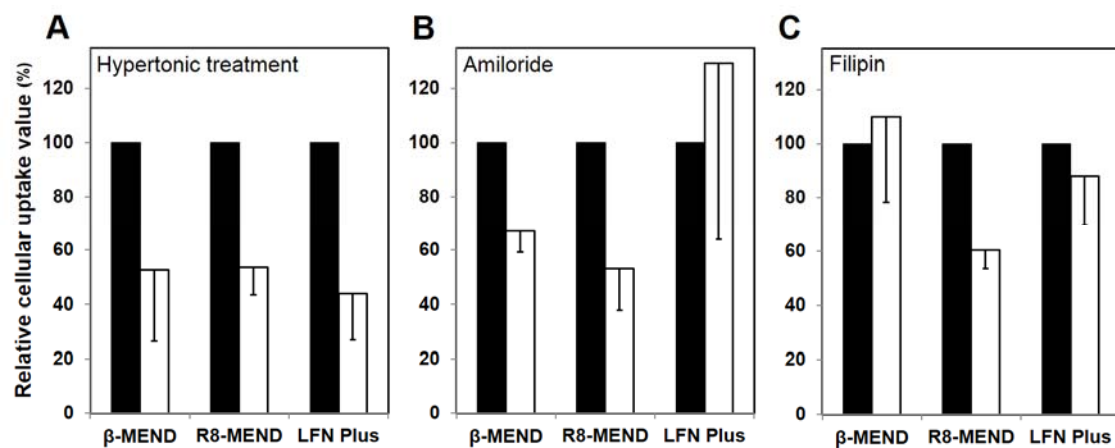 A
B
C
Hypertonic treatment
Amiloride
Filipin
Relative cellular uptake value (%)
120
100
80
60
40
20
0
β-MEND R8-MEND LFN Plus
120
100
80
60
40
20
0
β-MEND R8-MEND LFN Plus
120
100
80
60
40
20
0
β-MEND R8-MEND LFN Plus